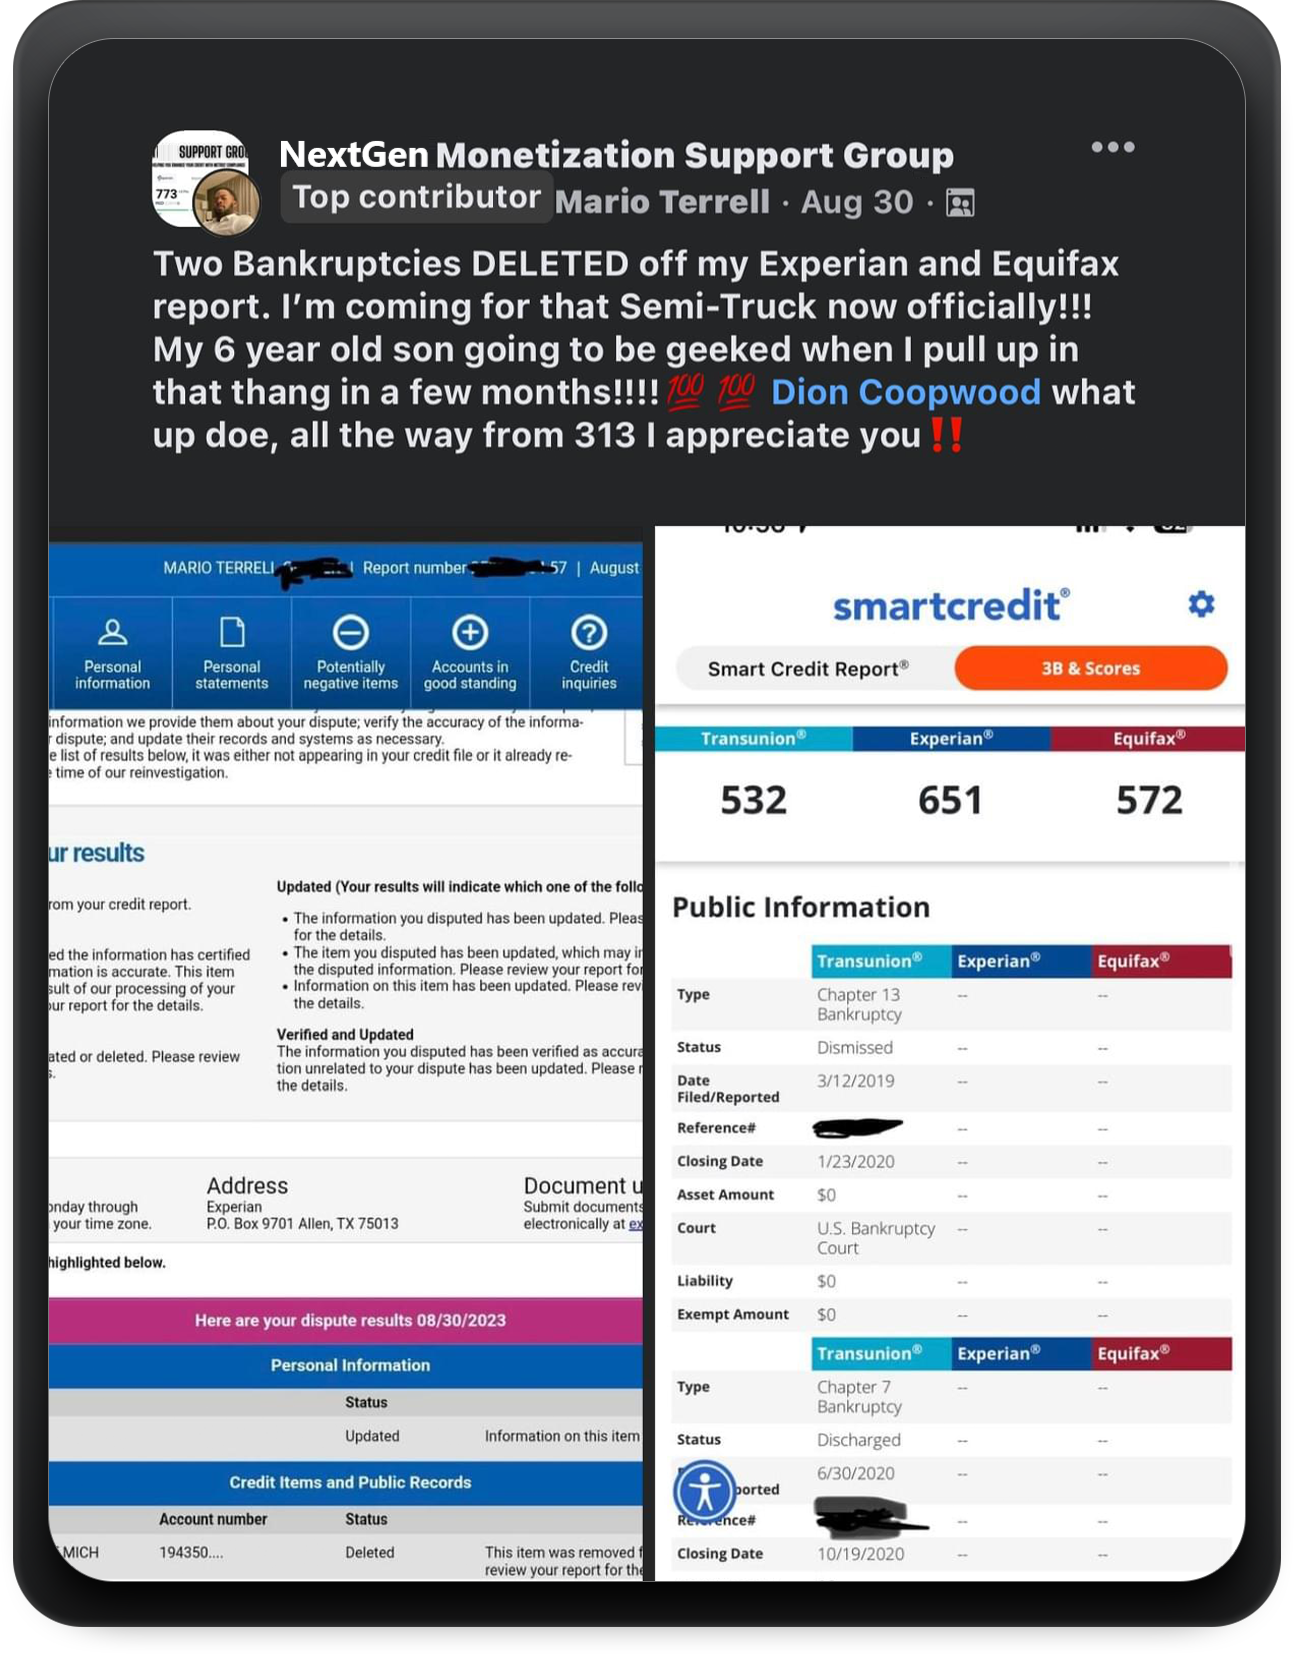 SUPPORT GRO
773
NextGen Monetization Support Group
Top contributor Mario Terrell · Aug 30 ·
Two Bankruptcies DELETED off my Experian and Equifax
report. I’m coming for that Semi-Truck now officially!!!
My 6 year old son going to be geeked when I pull up in
that thang in a few months!!!!💯 💯 Dion Coopwood what
up doe, all the way from 313 I appreciate you‼️
MARIO TERRELL Report number 57 | August
Personal information
Personal statements
Potentially negative items
Accounts in good standing
Credit inquiries
information we provide them about your dispute; verify the accuracy of the informa-
r dispute; and update their records and systems as necessary.
e list of results below, it was either not appearing in your credit file or it already re-
time of our reinvestigation.
ur results
rom your credit report.
ed the information has certified
mation is accurate. This item
sult of our processing of your
ur report for the details.
ated or deleted. Please review
s.
Updated (Your results will indicate which one of the follo
• The information you disputed has been updated. Pleas
for the details.
• The item you disputed has been updated, which may in
the disputed information. Please review your report for
• Information on this item has been updated. Please rev
the details.
Verified and Updated
The information you disputed has been verified as accura
tion unrelated to your dispute has been updated. Please r
the details.
onday through
your time zone.
Address
Experian
P.O. Box 9701 Allen, TX 75013
Document u
Submit documents
electronically at ex
highlighted below.
Here are your dispute results 08/30/2023
Personal Information
Status
Updated Information on this item
Credit Items and Public Records
Account number Status
MICH 194350.... Deleted This item was removed f
review your report for the
smartcredit®
Smart Credit Report® 3B & Scores
Transunion® Experian® Equifax®
532 651 572
Public Information
Transunion® Experian® Equifax®
Type Chapter 13 Bankruptcy -- --
Status Dismissed -- --
Date Filed/Reported 3/12/2019 -- --
Reference# -- --
Closing Date 1/23/2020 -- --
Asset Amount $0 -- --
Court U.S. Bankruptcy Court -- --
Liability $0 -- --
Exempt Amount $0 -- --
Transunion® Experian® Equifax®
Type Chapter 7 Bankruptcy -- --
Status Discharged -- --
ported 6/30/2020 -- --
Reference# -- --
Closing Date 10/19/2020 -- --